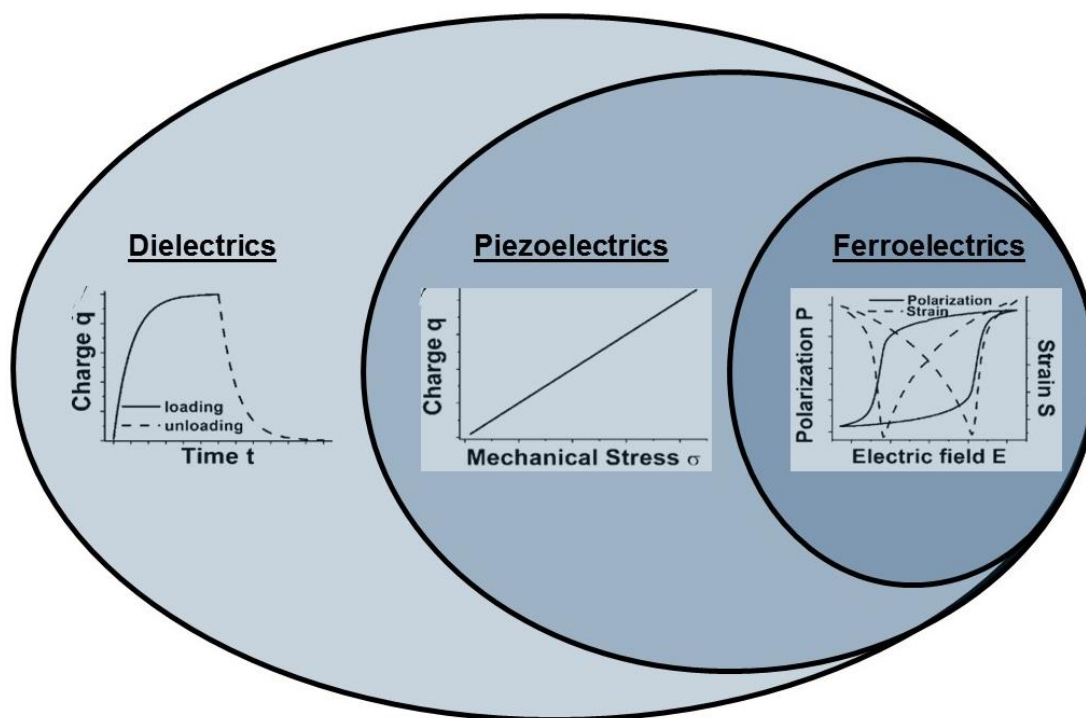 Dielectrics
Charge q
loading
unloading
Time t
Piezoelectrics
Charge q
Mechanical Stress σ
Ferroelectrics
Polarization P
Polarization
Strain
Strain S
Electric field E